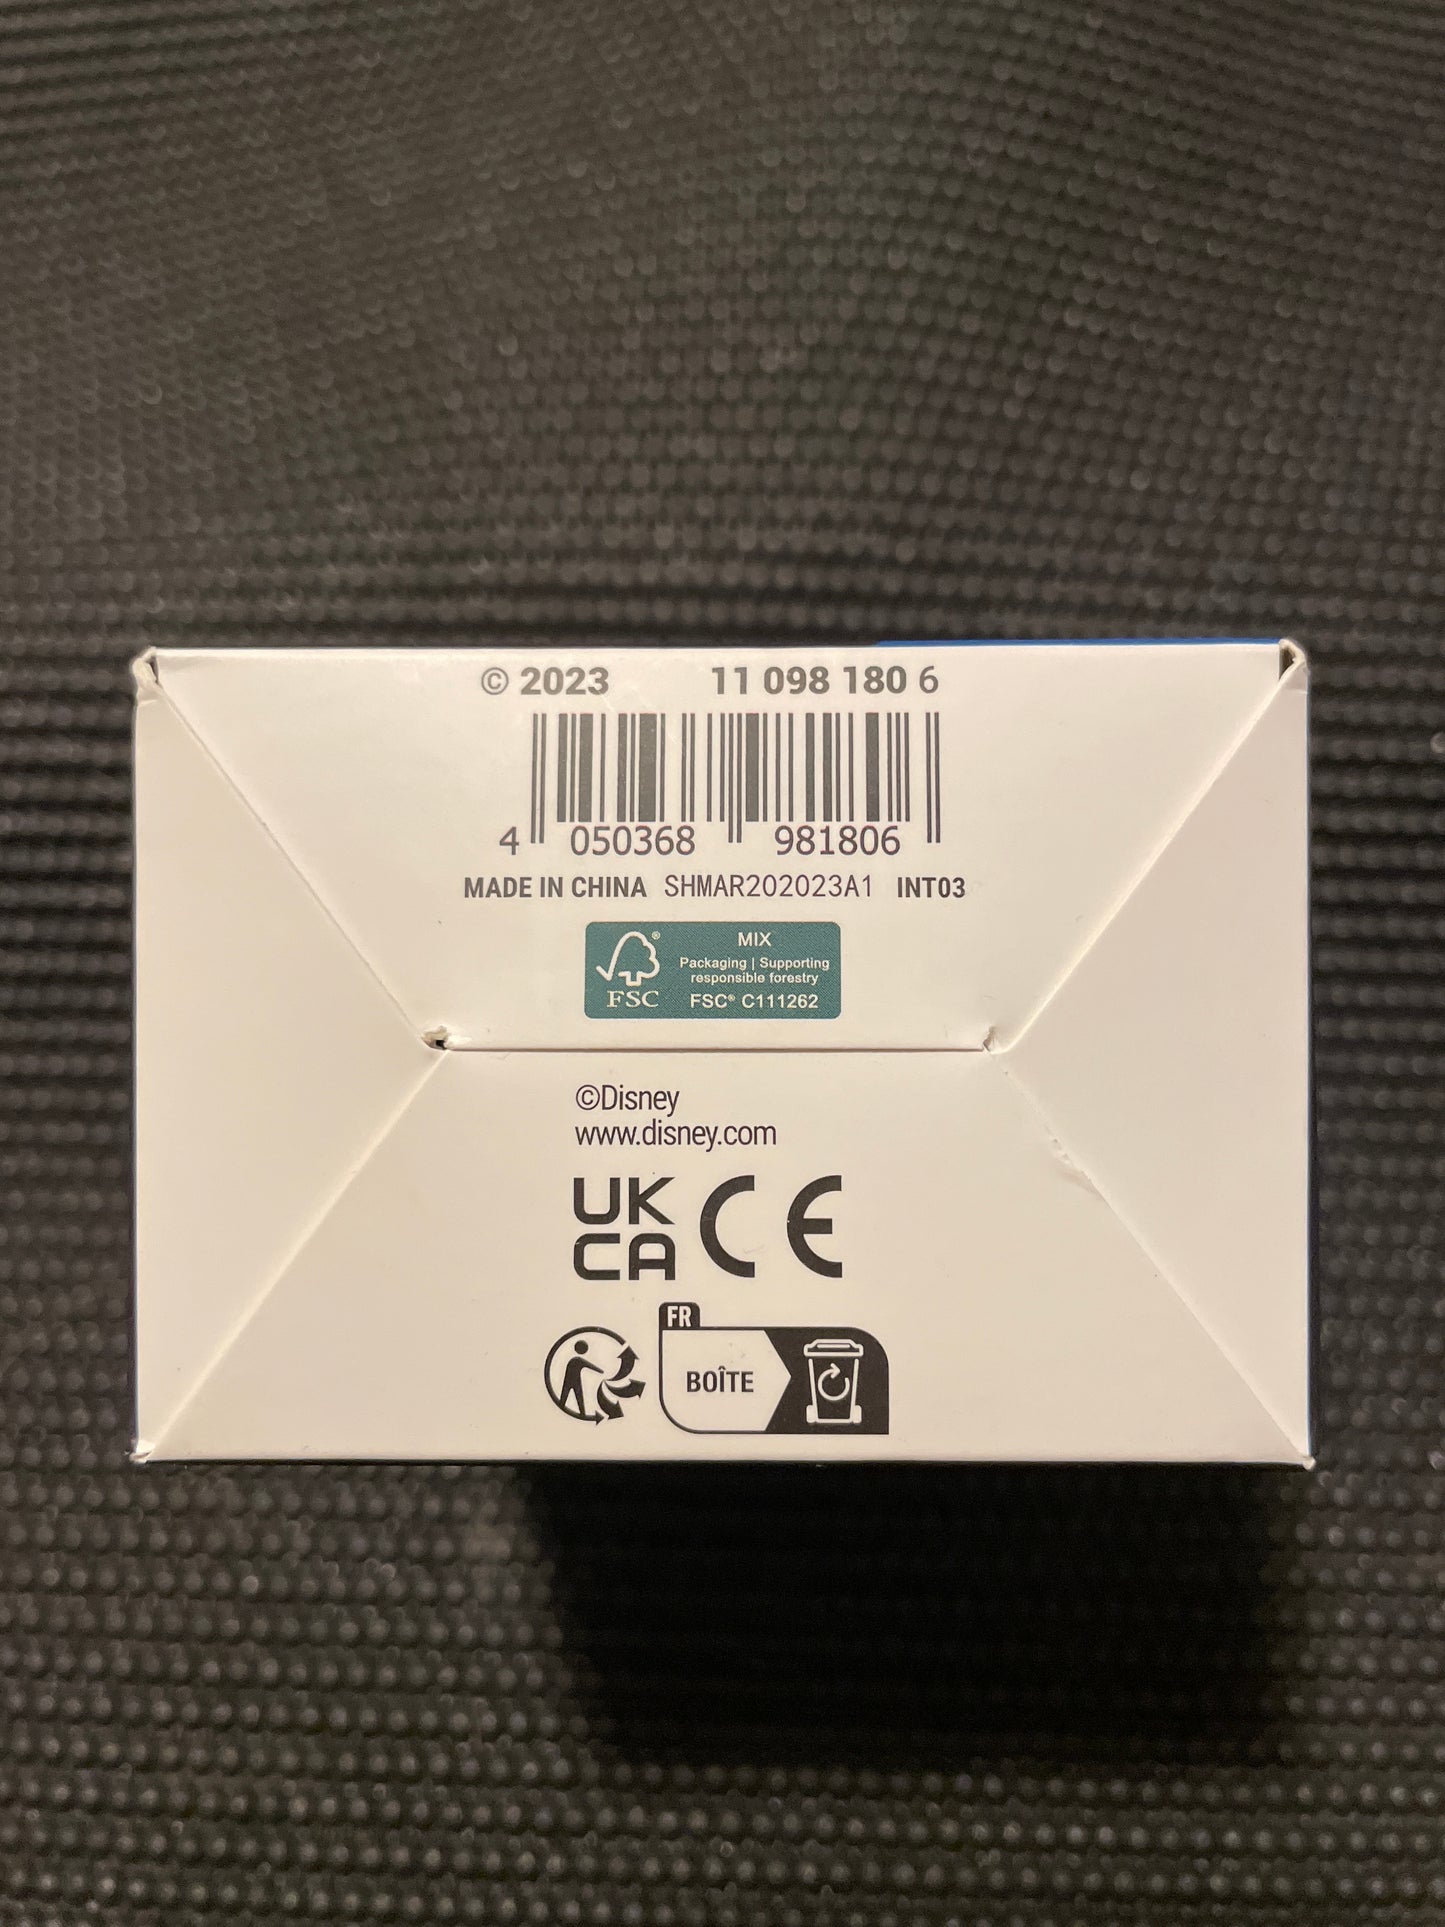 © 2023 11 098 180 6
4 050368 981806
MADE IN CHINA SHMAR202023A1 INT03
MIX
Packaging | Supporting
responsible forestry
FSC® C111262
®
FSC
©Disney
www.disney.com
UK
CA CE
FR
BOÎTE